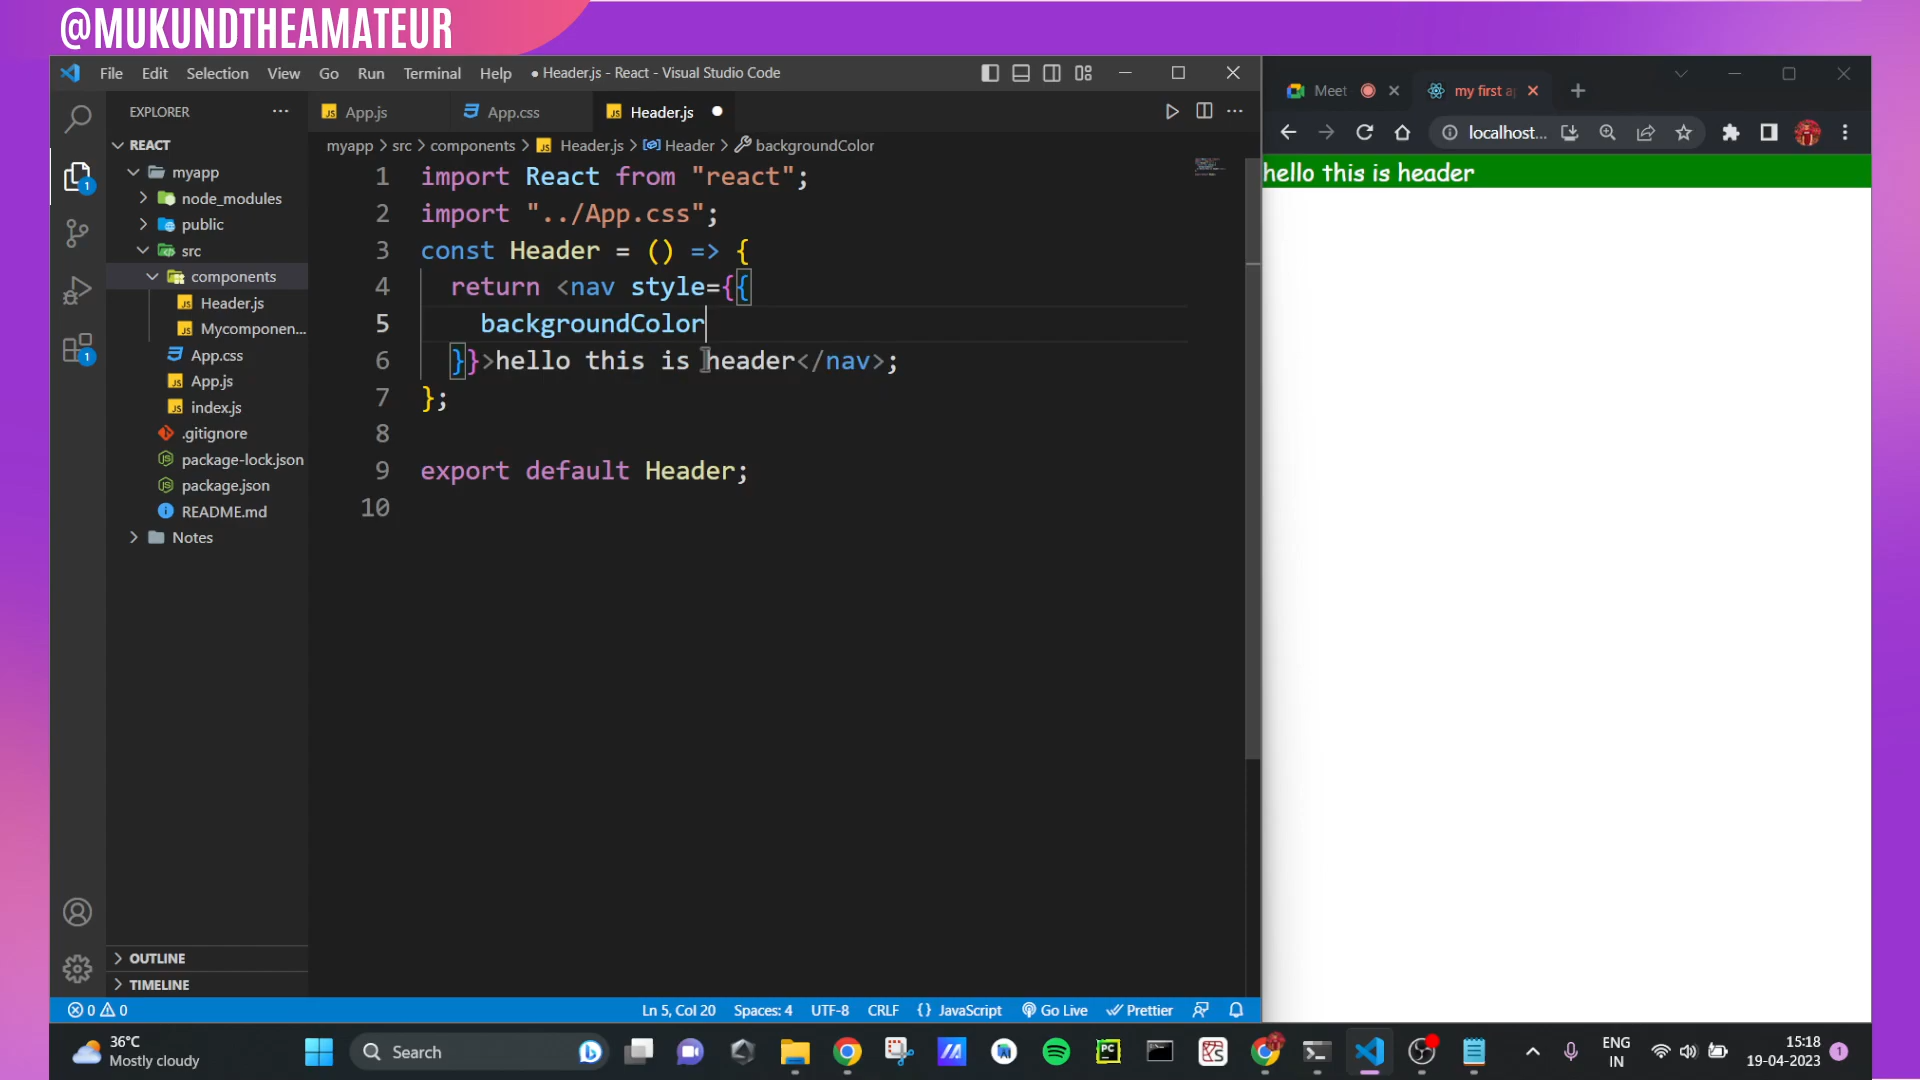 @MUKUNDTHEAMATEUR
File Edit Selection View Go Run Terminal Help
● Header.js - React - Visual Studio Code
Meet
my first a
EXPLORER
App.js
App.css
Header.js
localhost...
REACT
myapp > src > components > Header.js > Header > backgroundColor
myapp
node_modules
public
src
components
Header.js
Mycomponen...
App.css
App.js
index.js
.gitignore
package-lock.json
package.json
README.md
Notes
OUTLINE
TIMELINE
1 import React from "react";
2 import "../App.css";
3 const Header = () => {
4 return <nav style={{
5 backgroundColor
6 }}>hello this is header</nav>;
7 };
8
9 export default Header;
10
hello this is header
0 0
Ln 5, Col 20
Spaces: 4
UTF-8
CRLF
{} JavaScript
Go Live
Prettier
1
1
36°C
Mostly cloudy
Search
PC
ENG
IN
15:18
19-04-2023
1